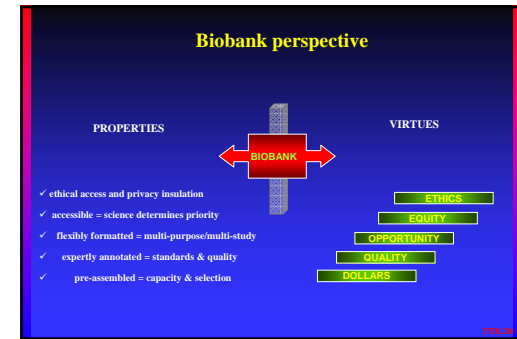 Biobank perspective
PROPERTIES
VIRTUES
BIOBANK
✓ ethical access and privacy insulation
✓ accessible = science determines priority
✓ flexibly formatted = multi-purpose/multi-study
✓ expertly annotated = standards & quality
✓ pre-assembled = capacity & selection
ETHICS
EQUITY
OPPORTUNITY
QUALITY
DOLLARS